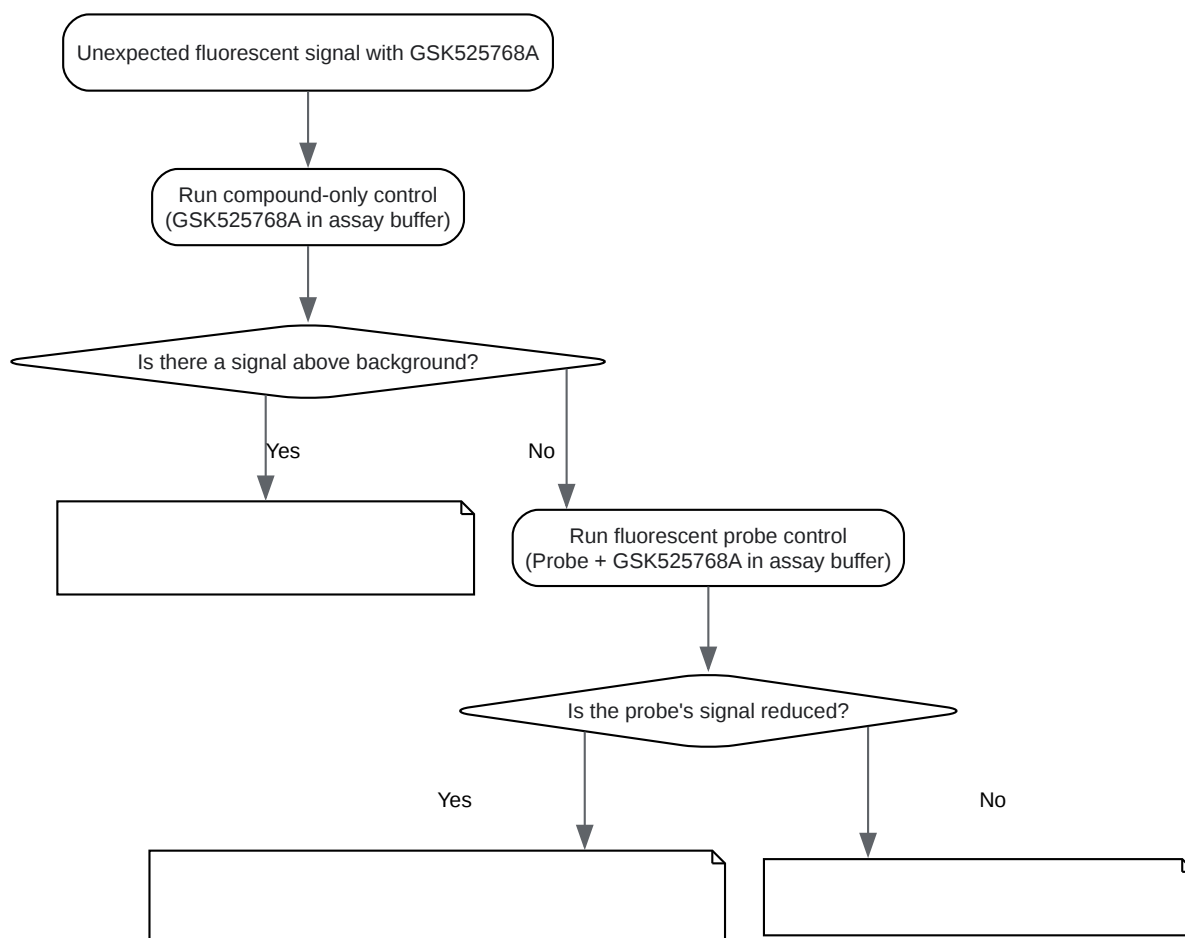 Unexpected fluorescent signal with GSK525768A
Run compound-only control
(GSK525768A in assay buffer)
Is there a signal above background?
Yes
No
Run fluorescent probe control
(Probe + GSK525768A in assay buffer)
Is the probe's signal reduced?
Yes
No